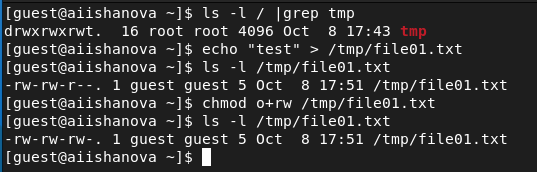 [guest@aiishanova ~]$ ls -l / |grep tmp
drwxrwxrwt.  16 root root 4096 Oct  8 17:43 tmp
[guest@aiishanova ~]$ echo "test" > /tmp/file01.txt
[guest@aiishanova ~]$ ls -l /tmp/file01.txt
-rw-rw-r--. 1 guest guest 5 Oct  8 17:51 /tmp/file01.txt
[guest@aiishanova ~]$ chmod o+rw /tmp/file01.txt
[guest@aiishanova ~]$ ls -l /tmp/file01.txt
-rw-rw-rw-. 1 guest guest 5 Oct  8 17:51 /tmp/file01.txt
[guest@aiishanova ~]$